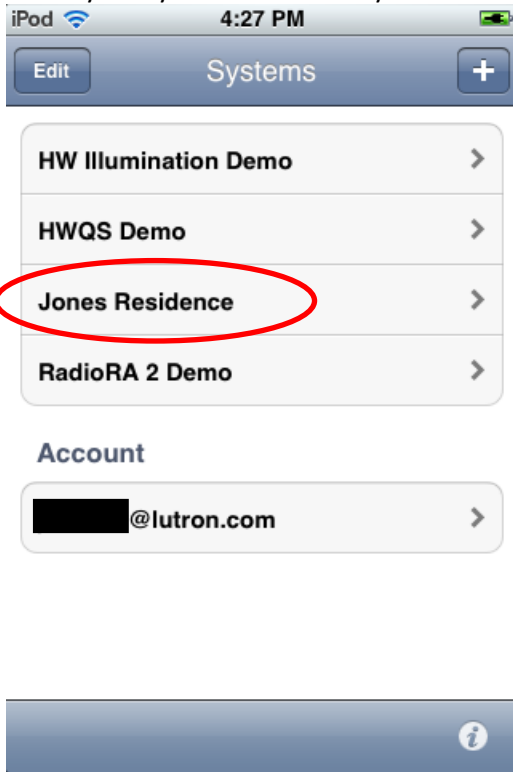 iPod 4:27 PM
Edit Systems +
HW Illumination Demo
HWQS Demo
Jones Residence
RadioRA 2 Demo
Account
@lutron.com
i